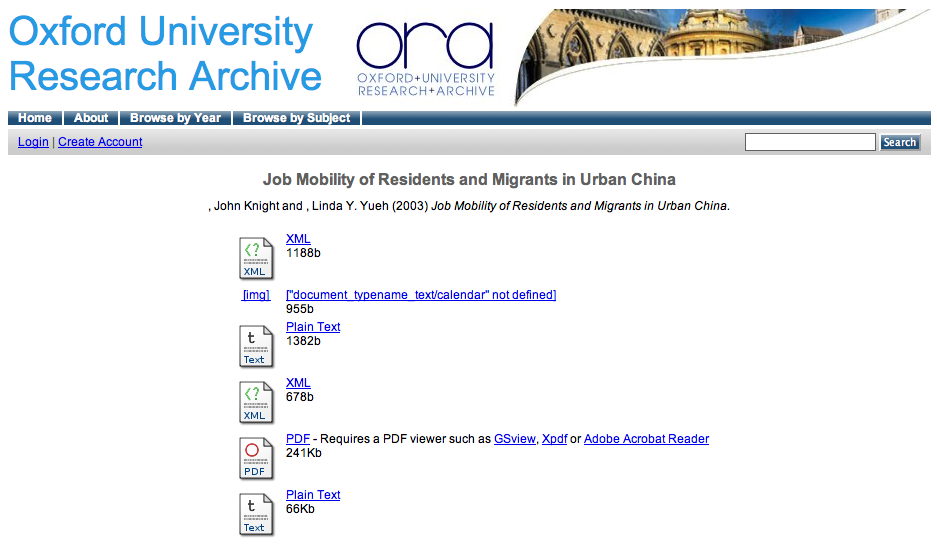 Oxford University
Research Archive
ora
OXFORD+UNIVERSITY
RESEARCH+ARCHIVE
Home About Browse by Year Browse by Subject
Login | Create Account Search
Job Mobility of Residents and Migrants in Urban China
, John Knight and , Linda Y. Yueh (2003) Job Mobility of Residents and Migrants in Urban China.
<? XML XML
1188b
[img] ["document_typename_text/calendar" not defined]
955b
t Text Plain Text
1382b
<? XML XML
678b
PDF PDF - Requires a PDF viewer such as GSview, Xpdf or Adobe Acrobat Reader
241Kb
t Text Plain Text
66Kb